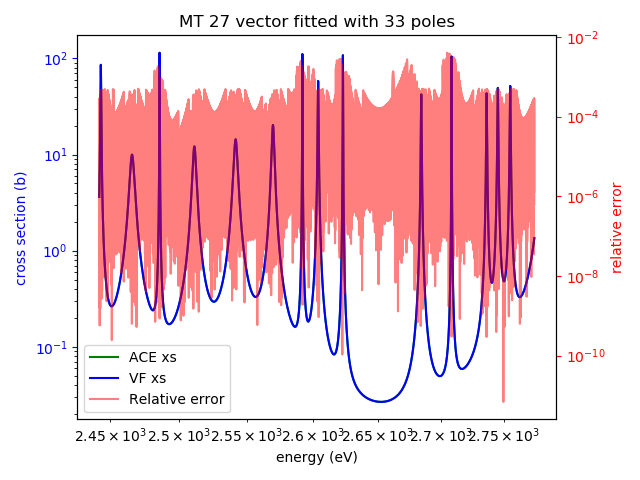 MT 27 vector fitted with 33 poles
cross section (b)
10²
10¹
10⁰
10⁻¹
10⁻²
10⁻⁴
10⁻⁶
10⁻⁸
10⁻¹⁰
relative error
ACE xs
VF xs
Relative error
2.45 × 10³ 2.5 × 10³ 2.55 × 10³ 2.6 × 10³ 2.65 × 10³ 2.7 × 10³ 2.75 × 10³
energy (eV)